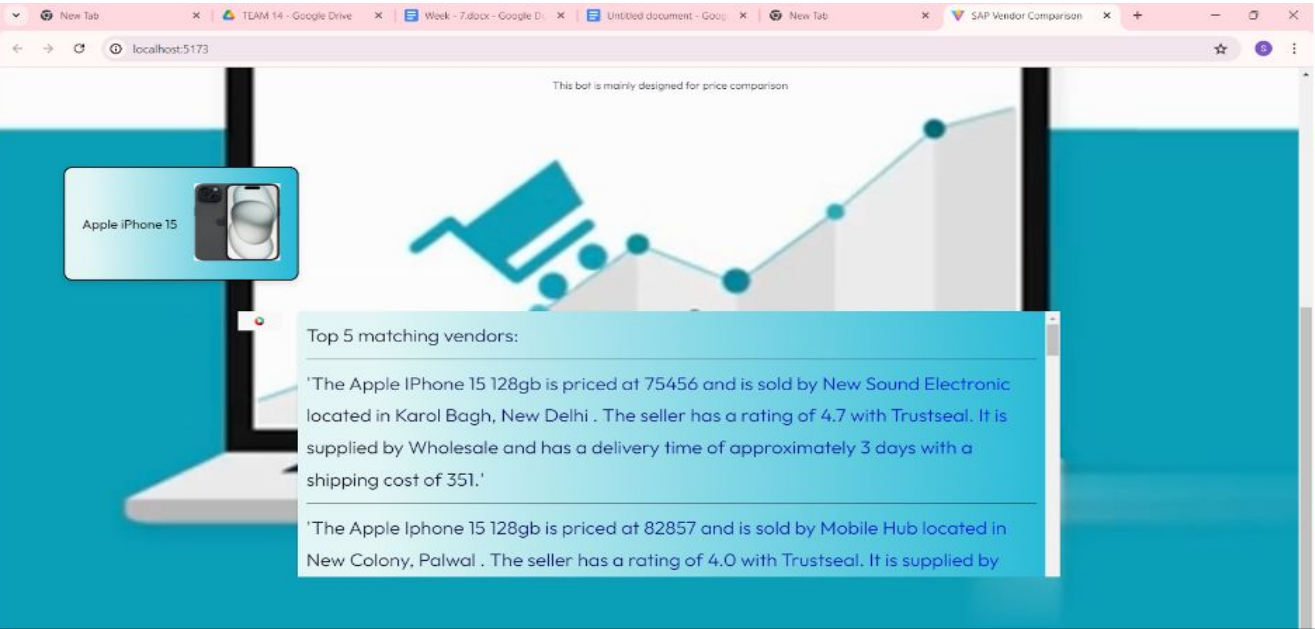 New Tab
TEAM 14 - Google Drive
Week - 7.docx - Google D
Untitled document - Goog
New Tab
SAP Vendor Comparison
localhost:5173
S
This bot is mainly designed for price comparison
Apple iPhone 15
Top 5 matching vendors:
'The Apple IPhone 15 128gb is priced at 75456 and is sold by New Sound Electronic
located in Karol Bagh, New Delhi . The seller has a rating of 4.7 with Trustseal. It is
supplied by Wholesale and has a delivery time of approximately 3 days with a
shipping cost of 351.'
'The Apple Iphone 15 128gb is priced at 82857 and is sold by Mobile Hub located in
New Colony, Palwal . The seller has a rating of 4.0 with Trustseal. It is supplied by